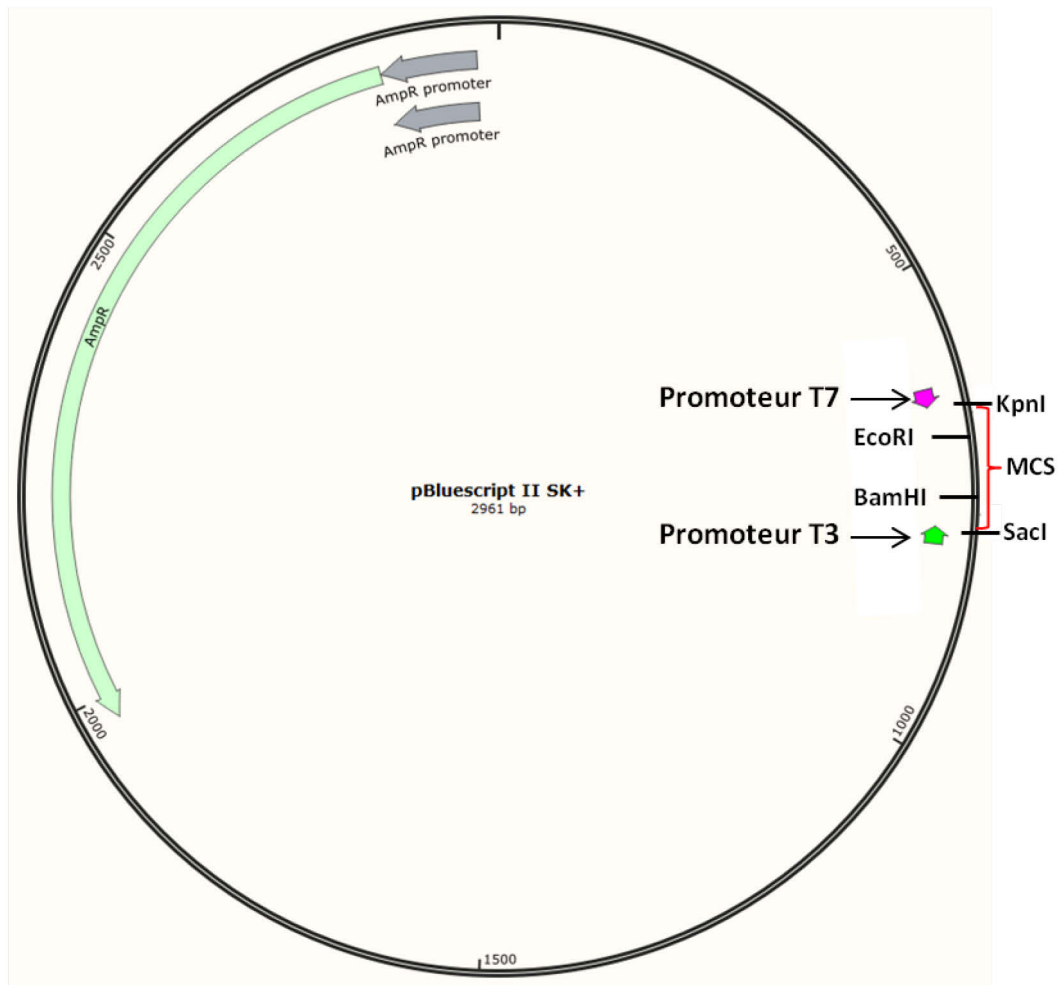 AmpR promoter
AmpR promoter
2500
500
AmpR
Promoteur T7
KpnI
EcoRI
MCS
pBluescript II SK+
2961 bp
BamHI
Promoteur T3
SacI
2000
1000
1500